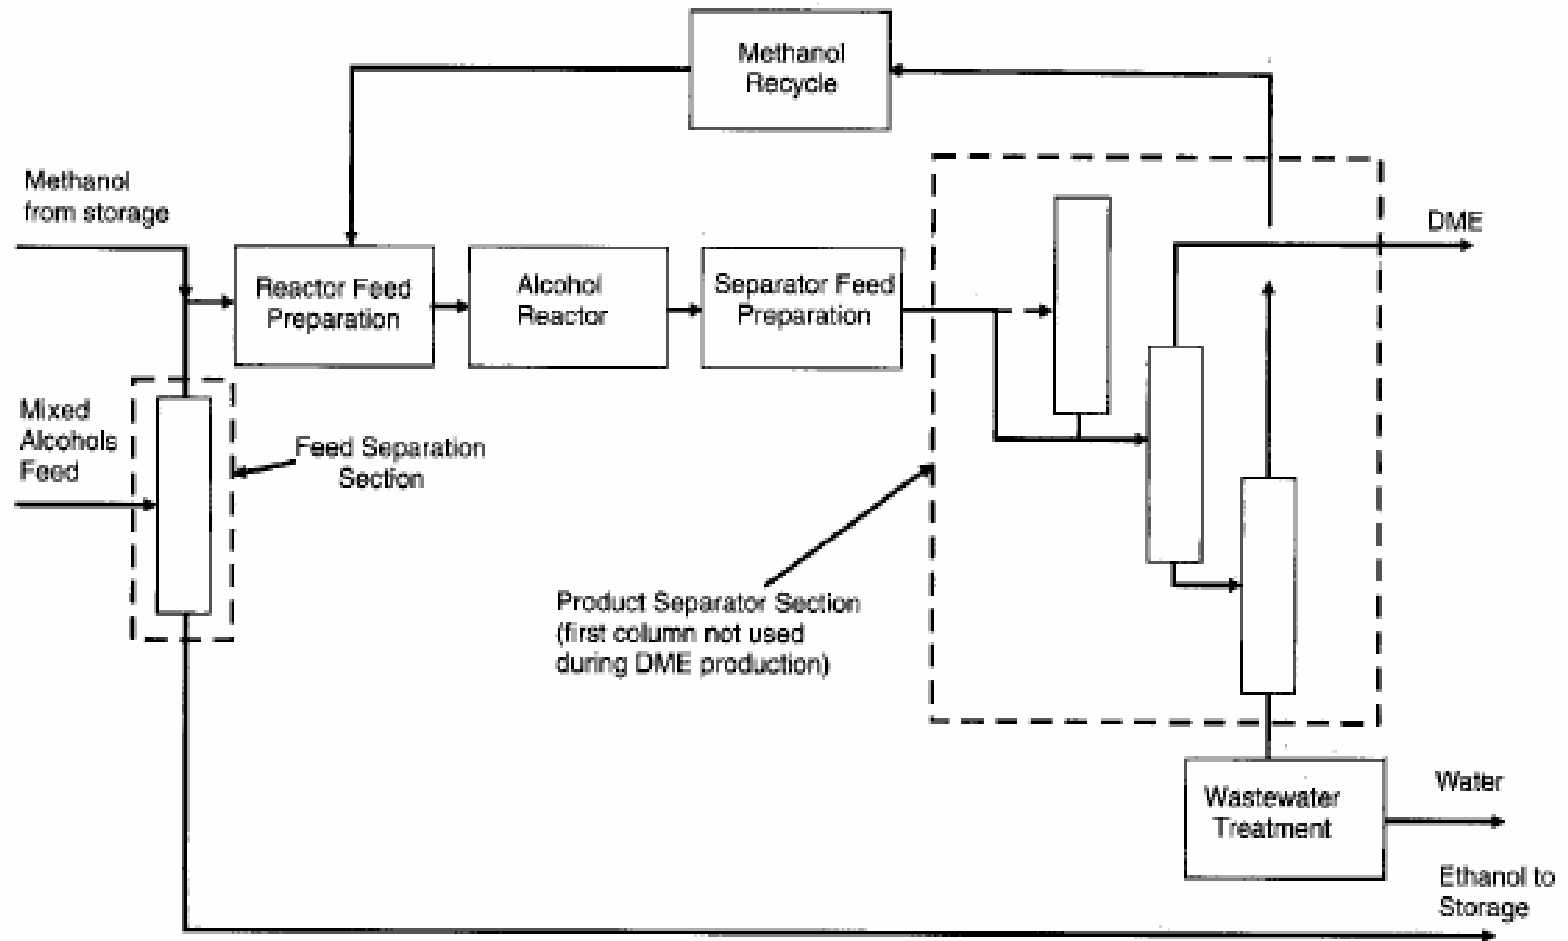 Methanol
Recycle
Methanol
from storage
DME
Reactor Feed
Preparation
Alcohol
Reactor
Separator Feed
Preparation
Mixed
Alcohols
Feed
Feed Separation
Section
Product Separator Section
(first column not used
during DME production)
Wastewater
Treatment
Water
Ethanol to
Storage